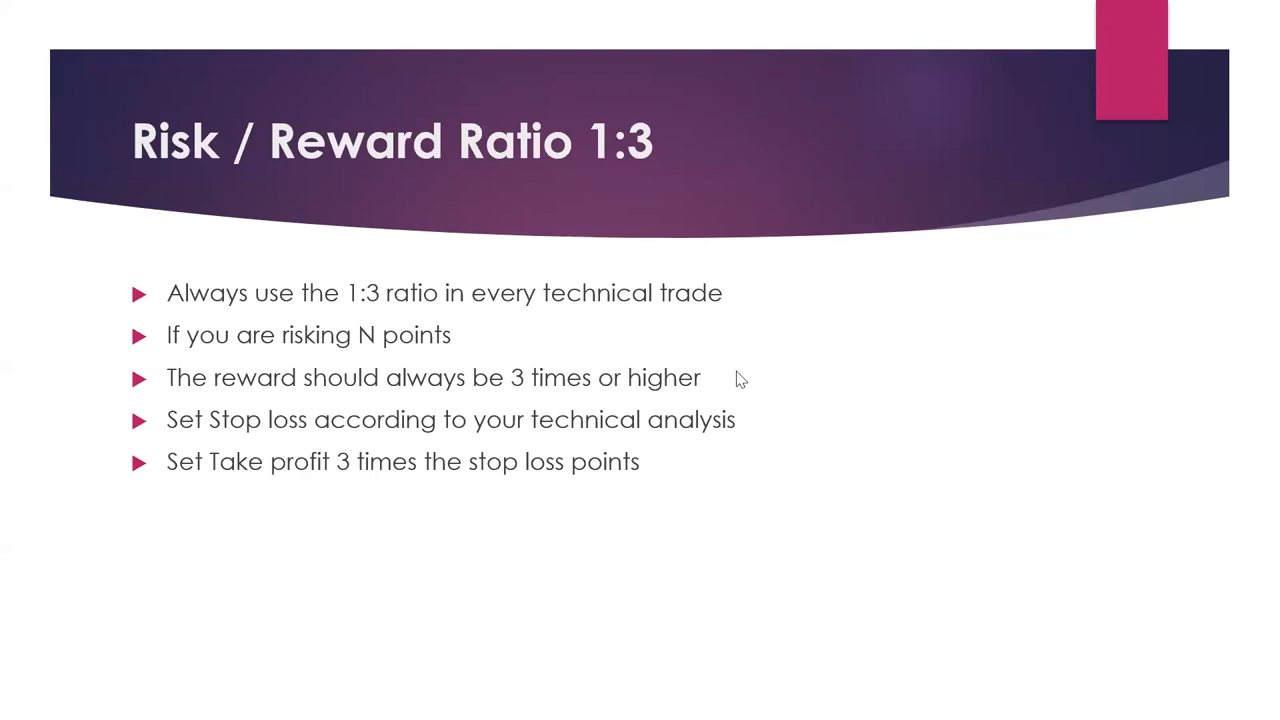 Risk / Reward Ratio 1:3
Always use the 1:3 ratio in every technical trade
If you are risking N points
The reward should always be 3 times or higher
Set Stop loss according to your technical analysis
Set Take profit 3 times the stop loss points